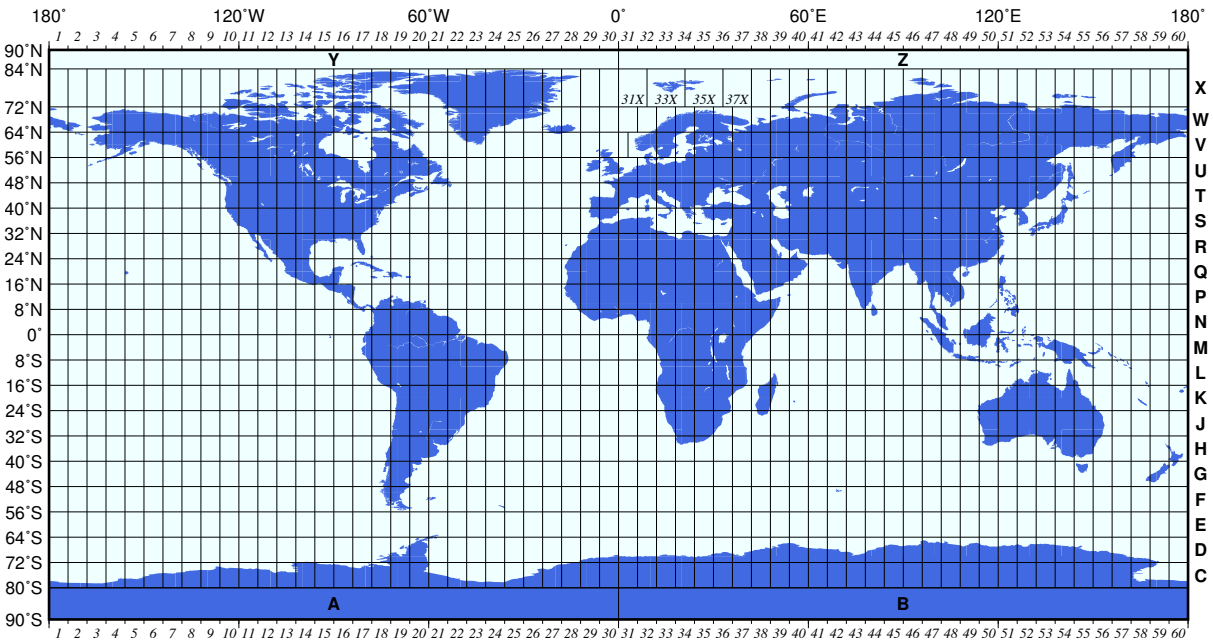 180° 120°W 60°W 0° 60°E 120°E 180°
1 2 3 4 5 6 7 8 9 10 11 12 13 14 15 16 17 18 19 20 21 22 23 24 25 26 27 28 29 30 31 32 33 34 35 36 37 38 39 40 41 42 43 44 45 46 47 48 49 50 51 52 53 54 55 56 57 58 59 60
90°N Y Z
84°N
X
31X 33X 35X 37X
72°N
W
64°N
V
56°N
U
48°N
T
40°N
S
32°N
R
24°N
Q
16°N
P
8°N
N
0°
M
8°S
L
16°S
K
24°S
J
32°S
H
40°S
G
48°S
F
56°S
E
64°S
D
72°S
C
80°S
A B
90°S
1 2 3 4 5 6 7 8 9 10 11 12 13 14 15 16 17 18 19 20 21 22 23 24 25 26 27 28 29 30 31 32 33 34 35 36 37 38 39 40 41 42 43 44 45 46 47 48 49 50 51 52 53 54 55 56 57 58 59 60